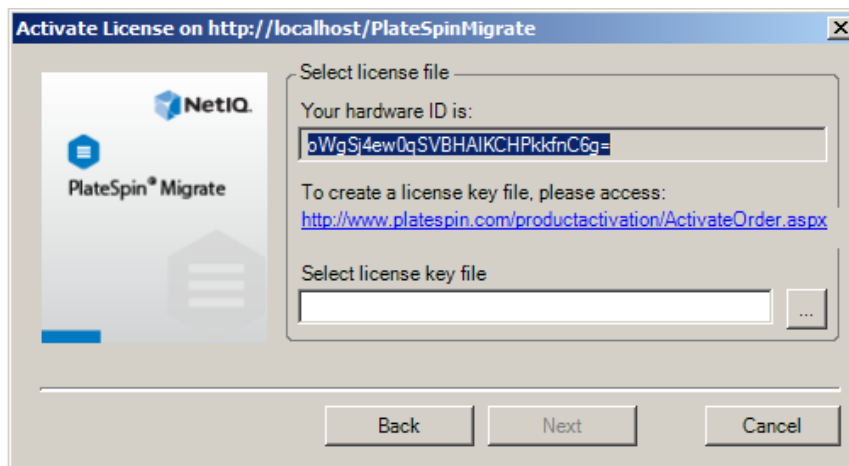 Activate License on http://localhost/PlateSpinMigrate
NetIQ.
PlateSpin® Migrate
Select license file
Your hardware ID is:
oWgSj4ew0qSVBHAIKCHPkkfnC6g=
To create a license key file, please access:
http://www.platespin.com/productactivation/ActivateOrder.aspx
Select license key file
...
Back
Next
Cancel